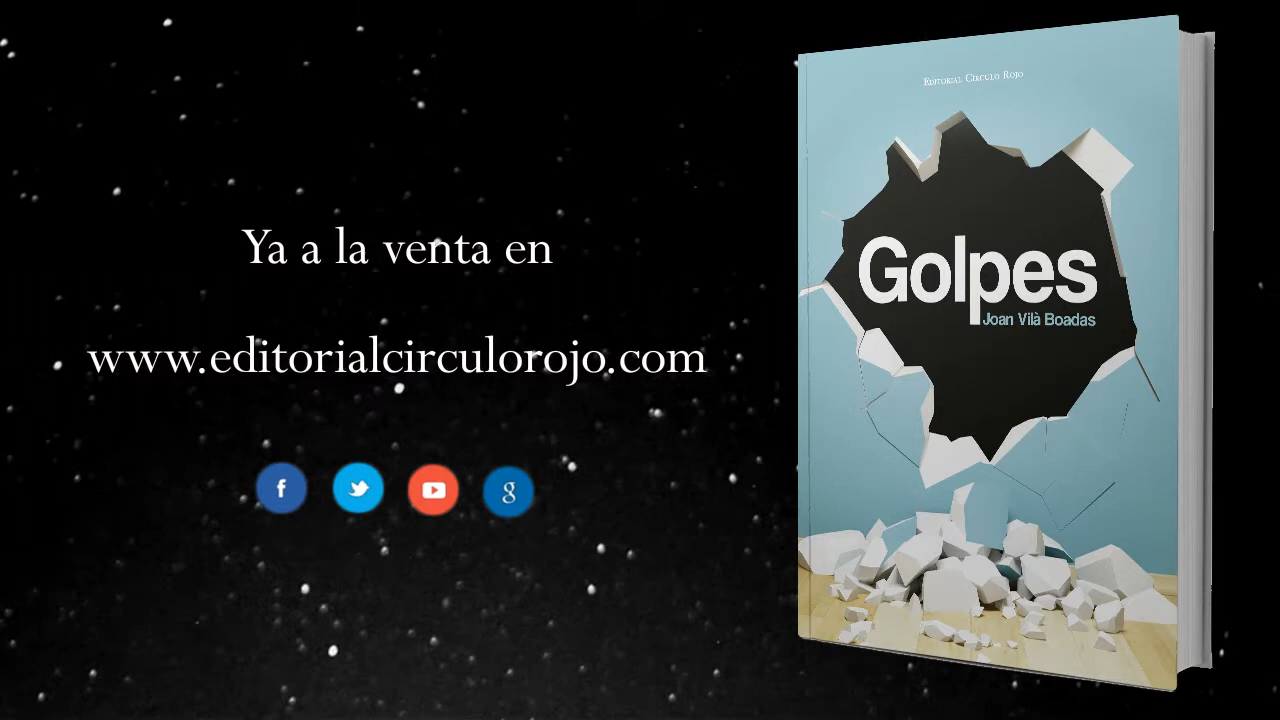 Ya a la venta en
www.editorialcirculorojo.com
f
g
Editorial Círculo Rojo
Golpes
Joan Vilà Boadas